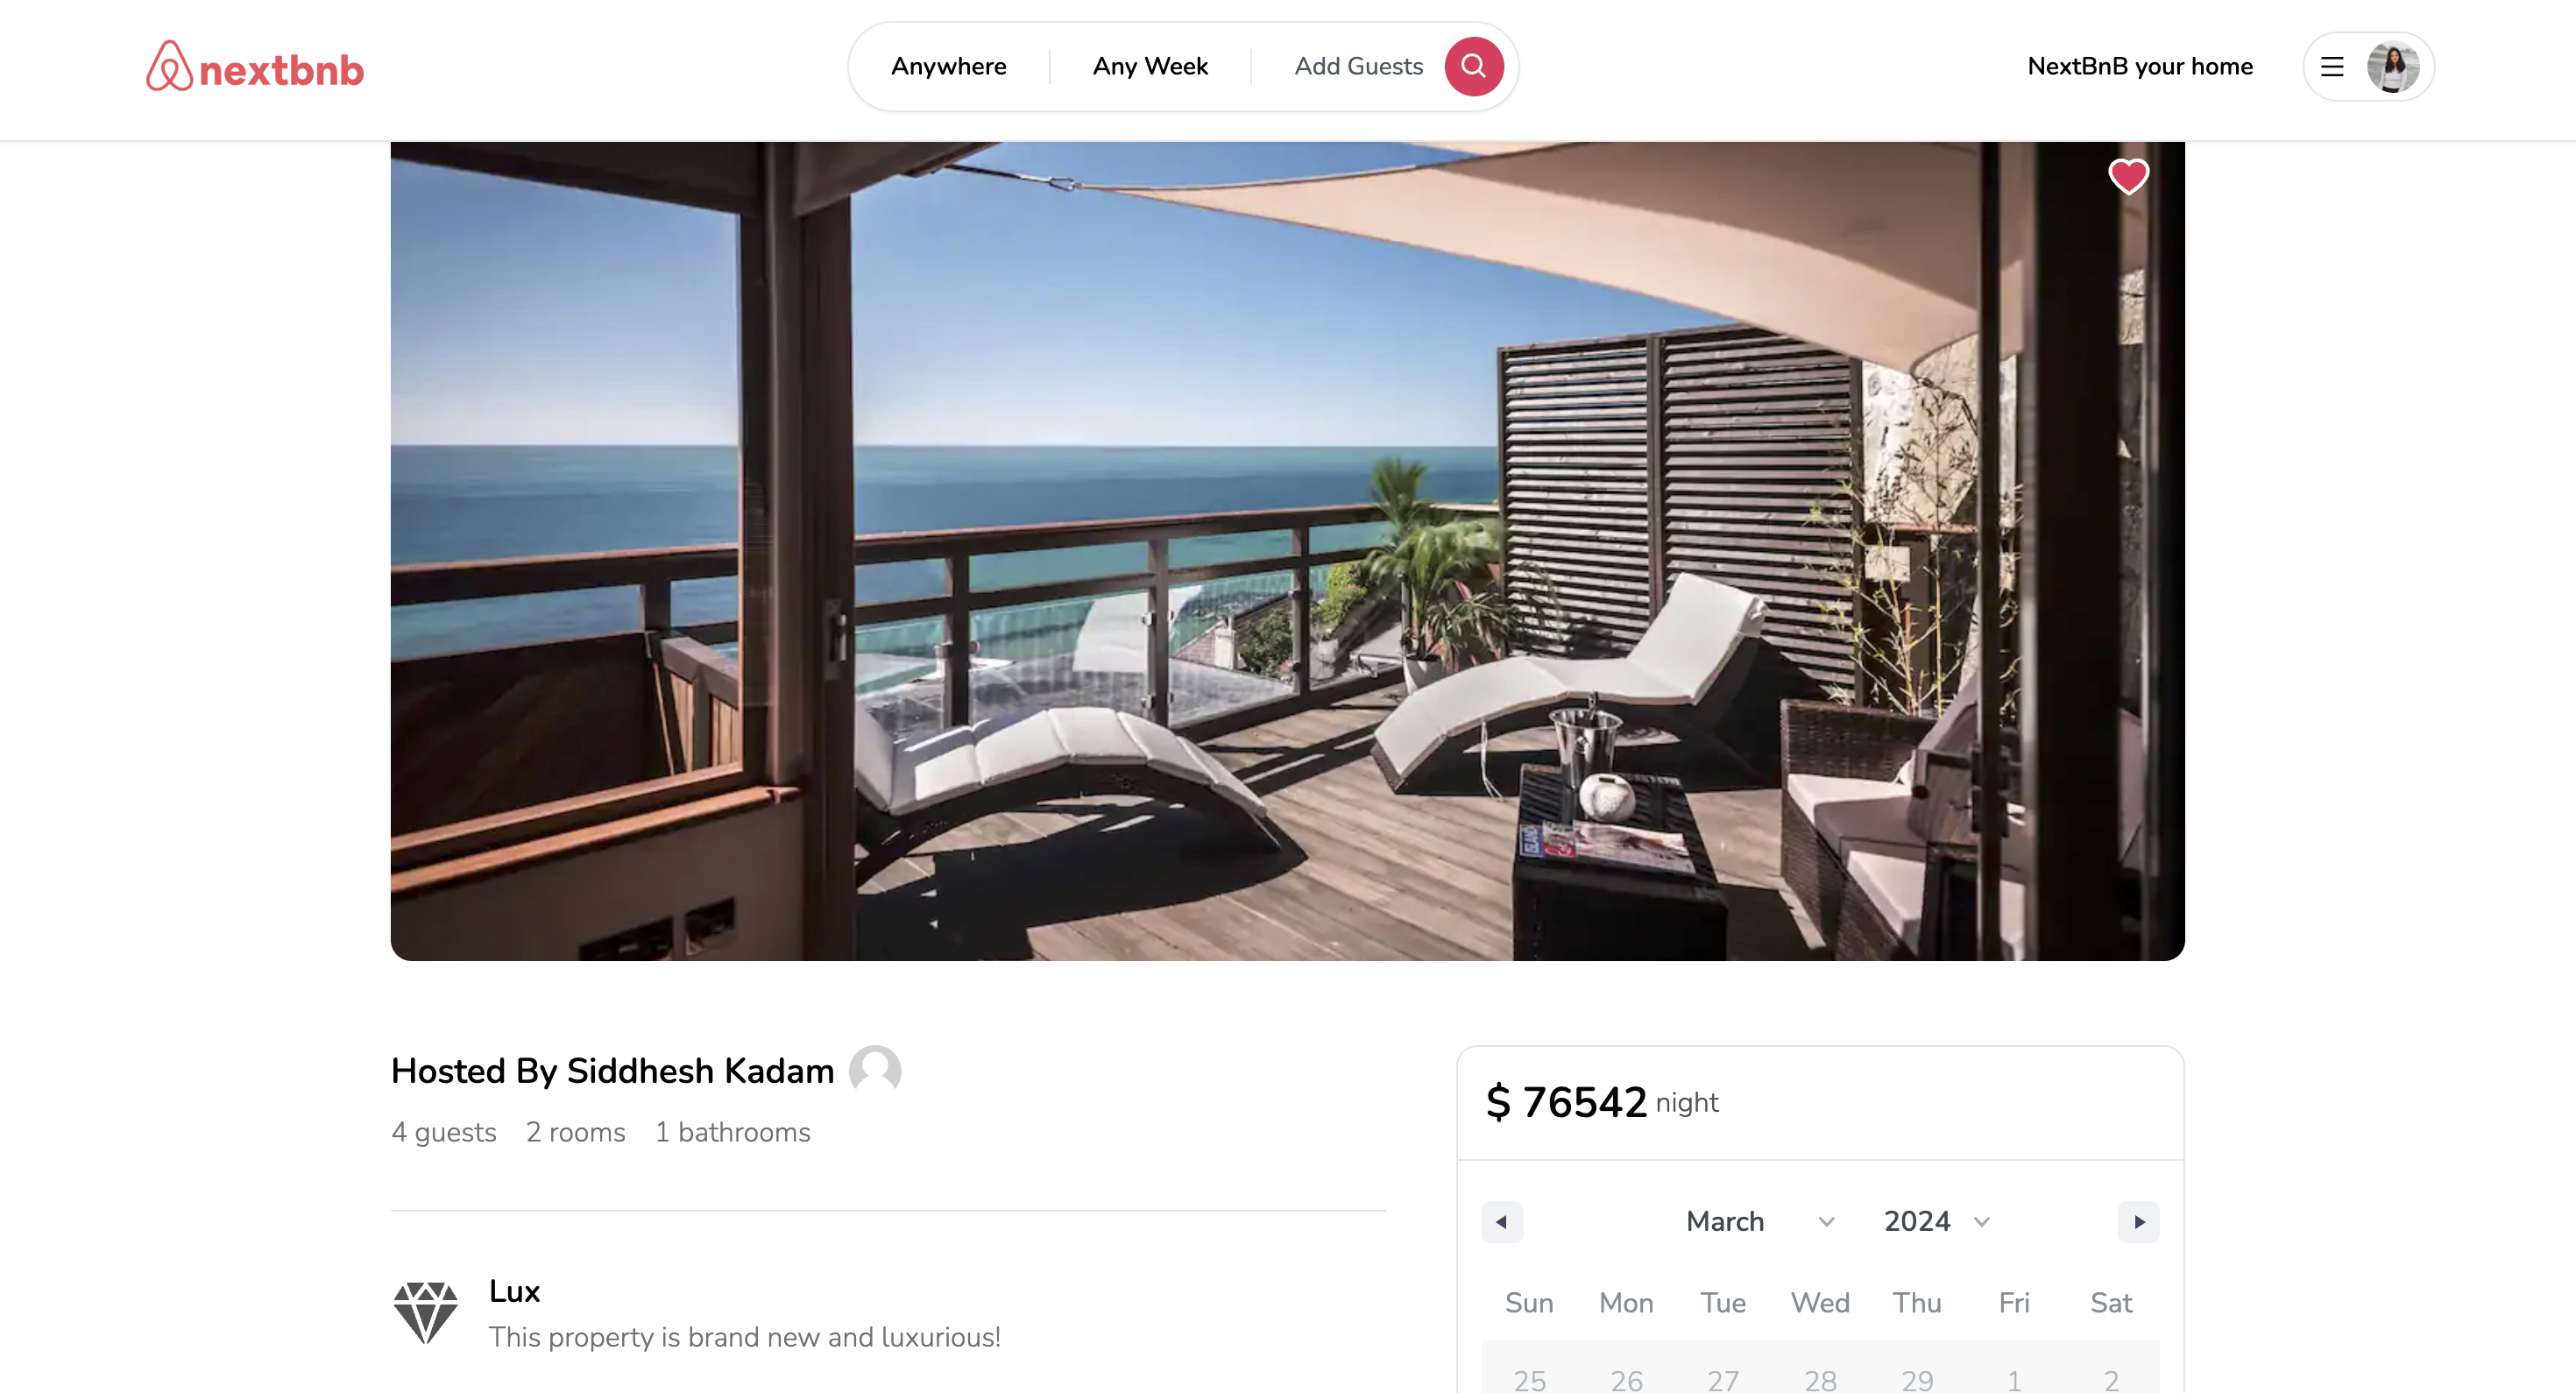 nextbnb
Anywhere
Any Week
Add Guests
NextBnB your home
ISLAND
Hosted By Siddhesh Kadam
4 guests 2 rooms 1 bathrooms
$ 76542 night
March 2024
Sun Mon Tue Wed Thu Fri Sat
25 26 27 28 29 1 2
Lux
This property is brand new and luxurious!